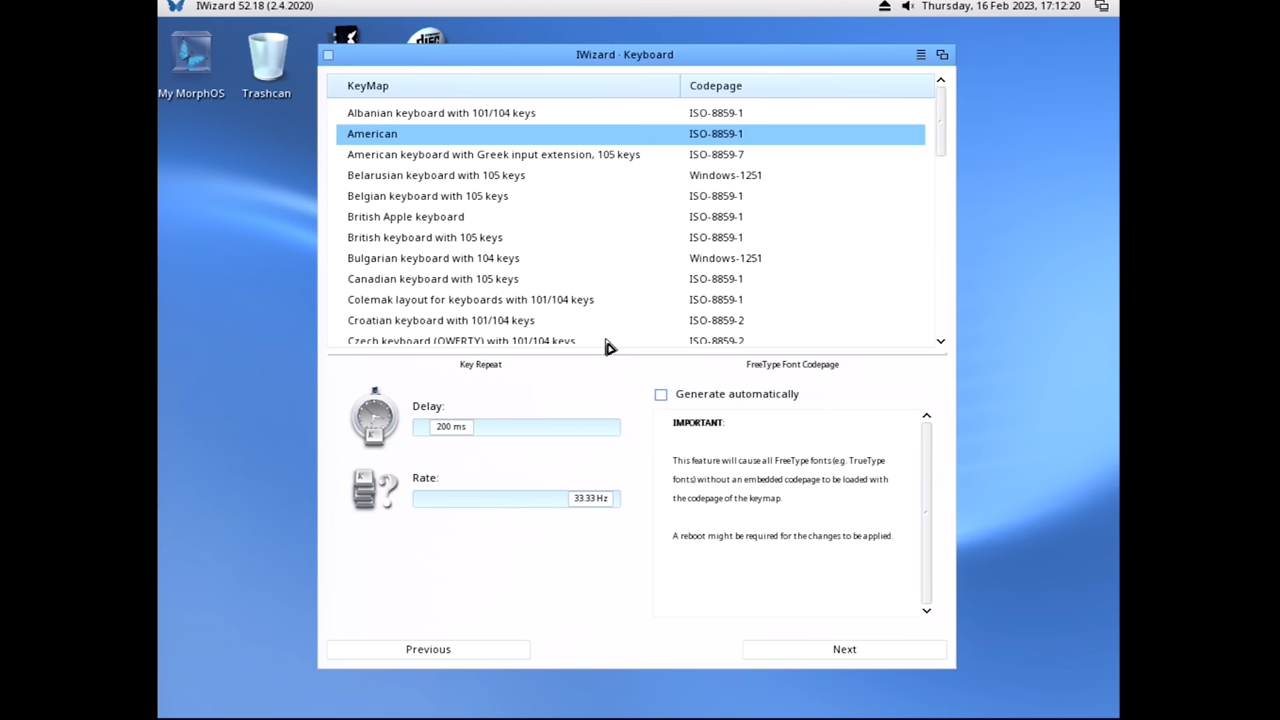 IWizard 52.18 (2.4.2020)
Thursday, 16 Feb 2023, 17:12:20
My MorphOS
Trashcan
IWizard · Keyboard
KeyMap Codepage
Albanian keyboard with 101/104 keys ISO-8859-1
American ISO-8859-1
American keyboard with Greek input extension, 105 keys ISO-8859-7
Belarusian keyboard with 105 keys Windows-1251
Belgian keyboard with 105 keys ISO-8859-1
British Apple keyboard ISO-8859-1
British keyboard with 105 keys ISO-8859-1
Bulgarian keyboard with 104 keys Windows-1251
Canadian keyboard with 105 keys ISO-8859-1
Colemak layout for keyboards with 101/104 keys ISO-8859-1
Croatian keyboard with 101/104 keys ISO-8859-2
Czech keyboard (QWERTY) with 101/104 keys ISO-8859-2
Key Repeat
Delay:
200 ms
Rate:
33.33 Hz
FreeType Font Codepage
Generate automatically
IMPORTANT:
This feature will cause all FreeType fonts (e.g. TrueType
fonts) without an embedded codepage to be loaded with
the codepage of the keymap.
A reboot might be required for the changes to be applied.
Previous
Next